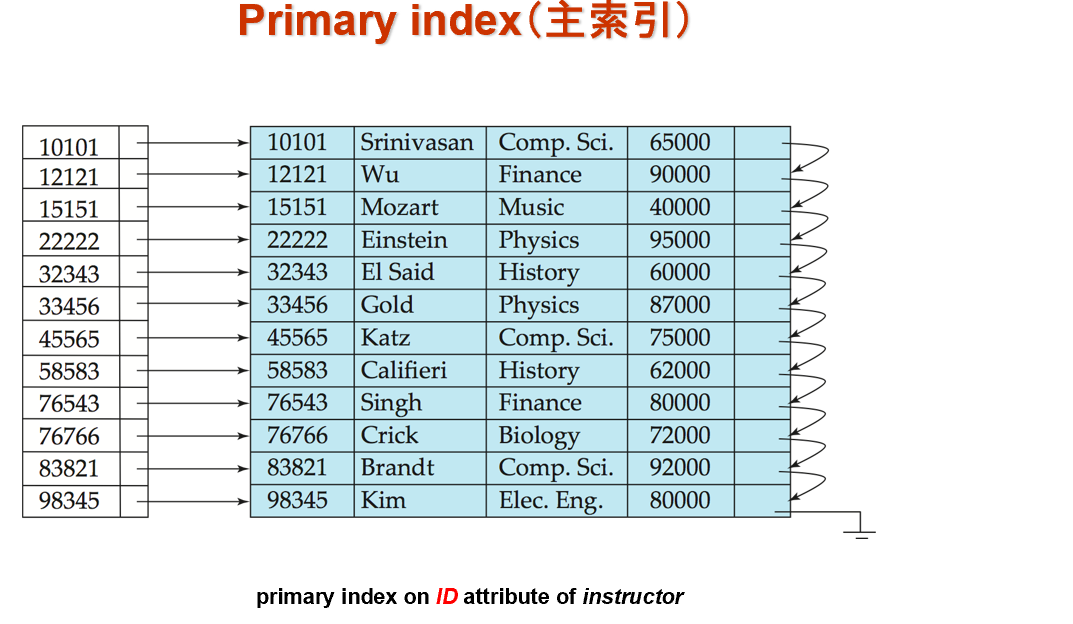 Primary index(主索引)
10101 10101 Srinivasan Comp. Sci. 65000
12121 12121 Wu Finance 90000
15151 15151 Mozart Music 40000
22222 22222 Einstein Physics 95000
32343 32343 El Said History 60000
33456 33456 Gold Physics 87000
45565 45565 Katz Comp. Sci. 75000
58583 58583 Califieri History 62000
76543 76543 Singh Finance 80000
76766 76766 Crick Biology 72000
83821 83821 Brandt Comp. Sci. 92000
98345 98345 Kim Elec. Eng. 80000
primary index on ID attribute of instructor